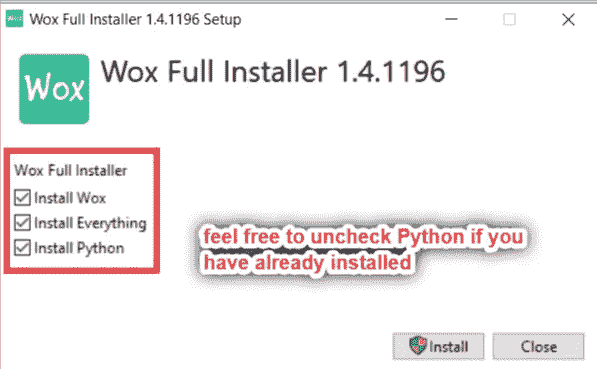 Wox Full Installer 1.4.1196 Setup
Wox
Wox Full Installer 1.4.1196
Wox Full Installer
Install Wox
Install Everything
Install Python
feel free to uncheck Python if you
have already installed
Install
Close